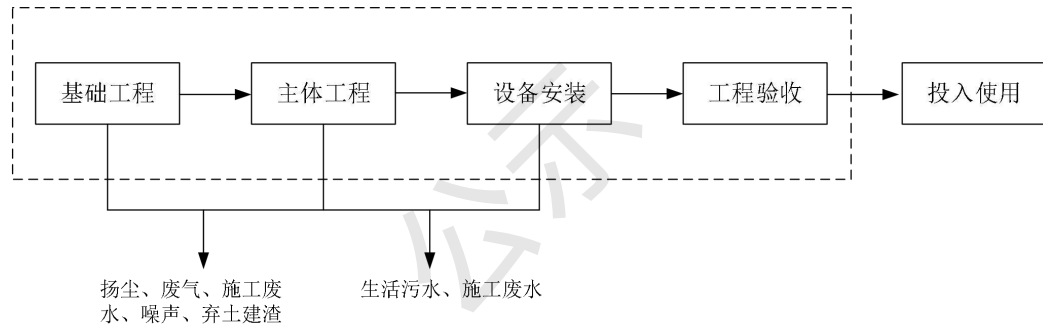 基础工程
主体工程
设备安装
工程验收
投入使用
扬尘、废气、施工废
水、噪声、弃土建渣
生活污水、施工废水
公示